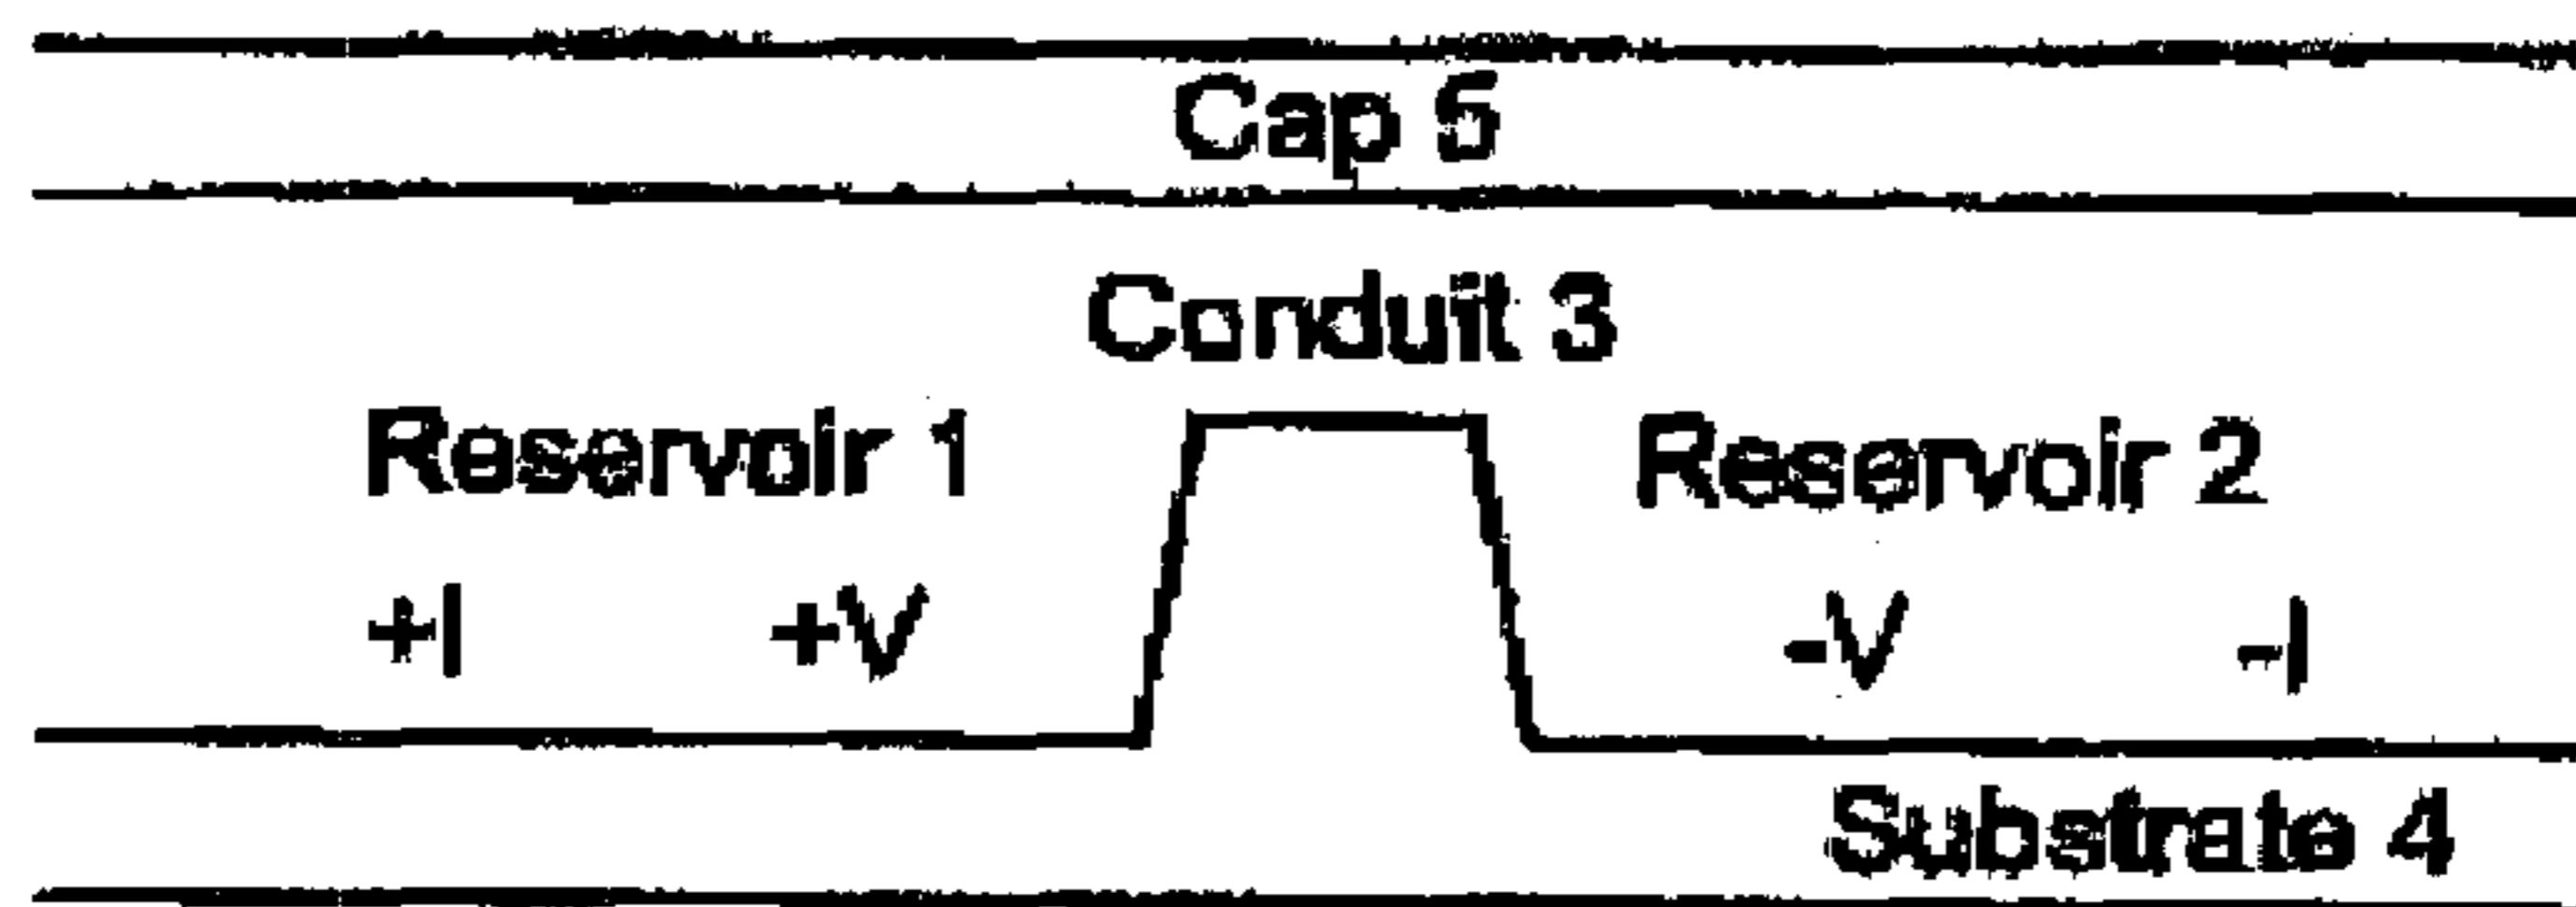 Cap 5
Conduit 3
Reservoir 1 Reservoir 2
+I +V -V -I
Substrate 4